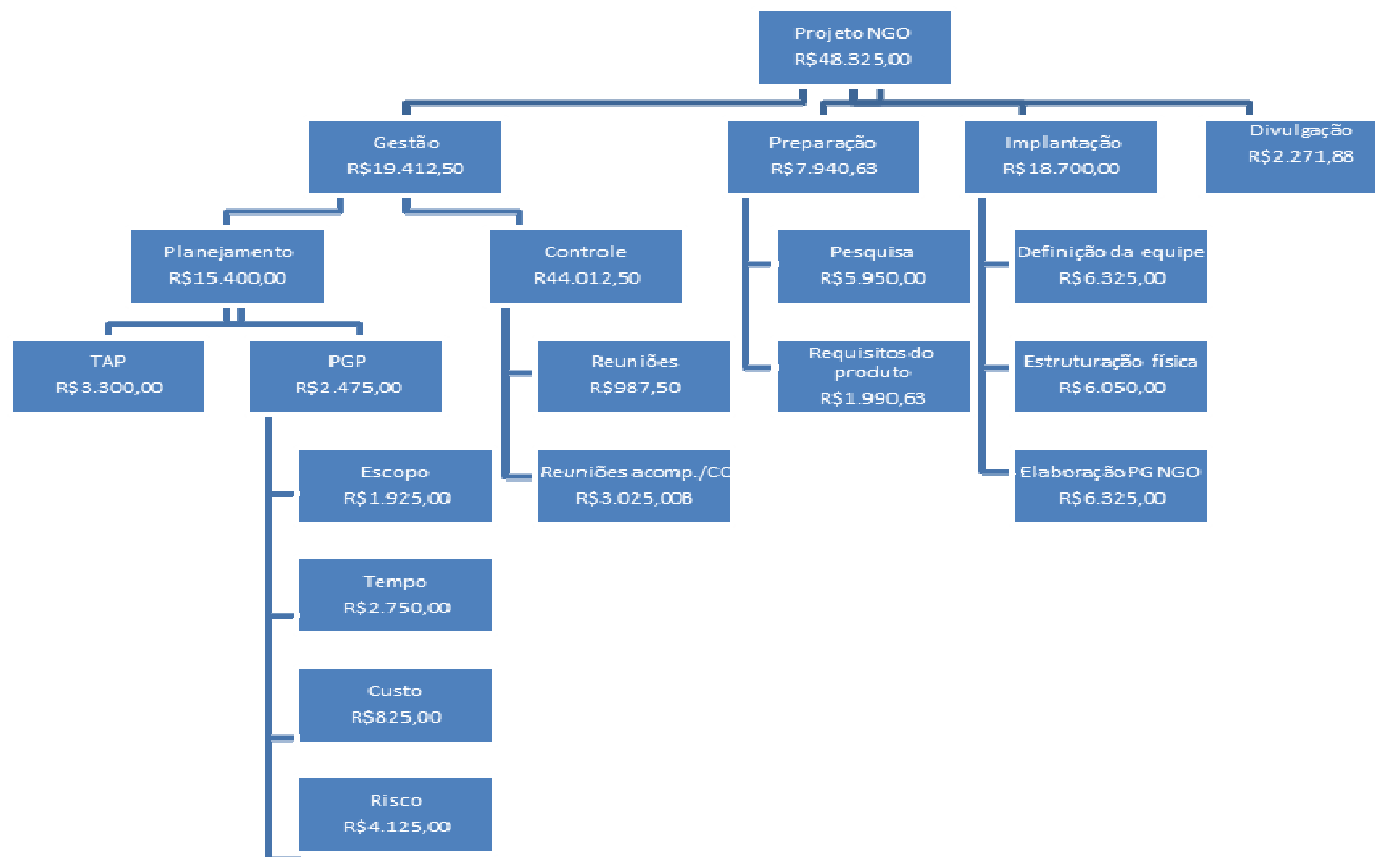 Projeto NGO
R$48.325,00
Gestão
R$19.412,50
Preparação
R$7.940,63
Implantação
R$18.700,00
Divulgação
R$2.271,88
Planejamento
R$15.400,00
Controle
R44.012,50
Pesquisa
R$5.950,00
Definição da equipe
R$6.325,00
TAP
R$3.300,00
PGP
R$2.475,00
Reuniões
R$987,50
Requisitos do
produto
R$1.990,63
Estruturação física
R$6.050,00
Escopo
R$1.925,00
Reuniões acomp./CC
R$3.025,00B
Elaboração PG NGO
R$6.325,00
Tempo
R$2.750,00
Custo
R$825,00
Risco
R$4.125,00